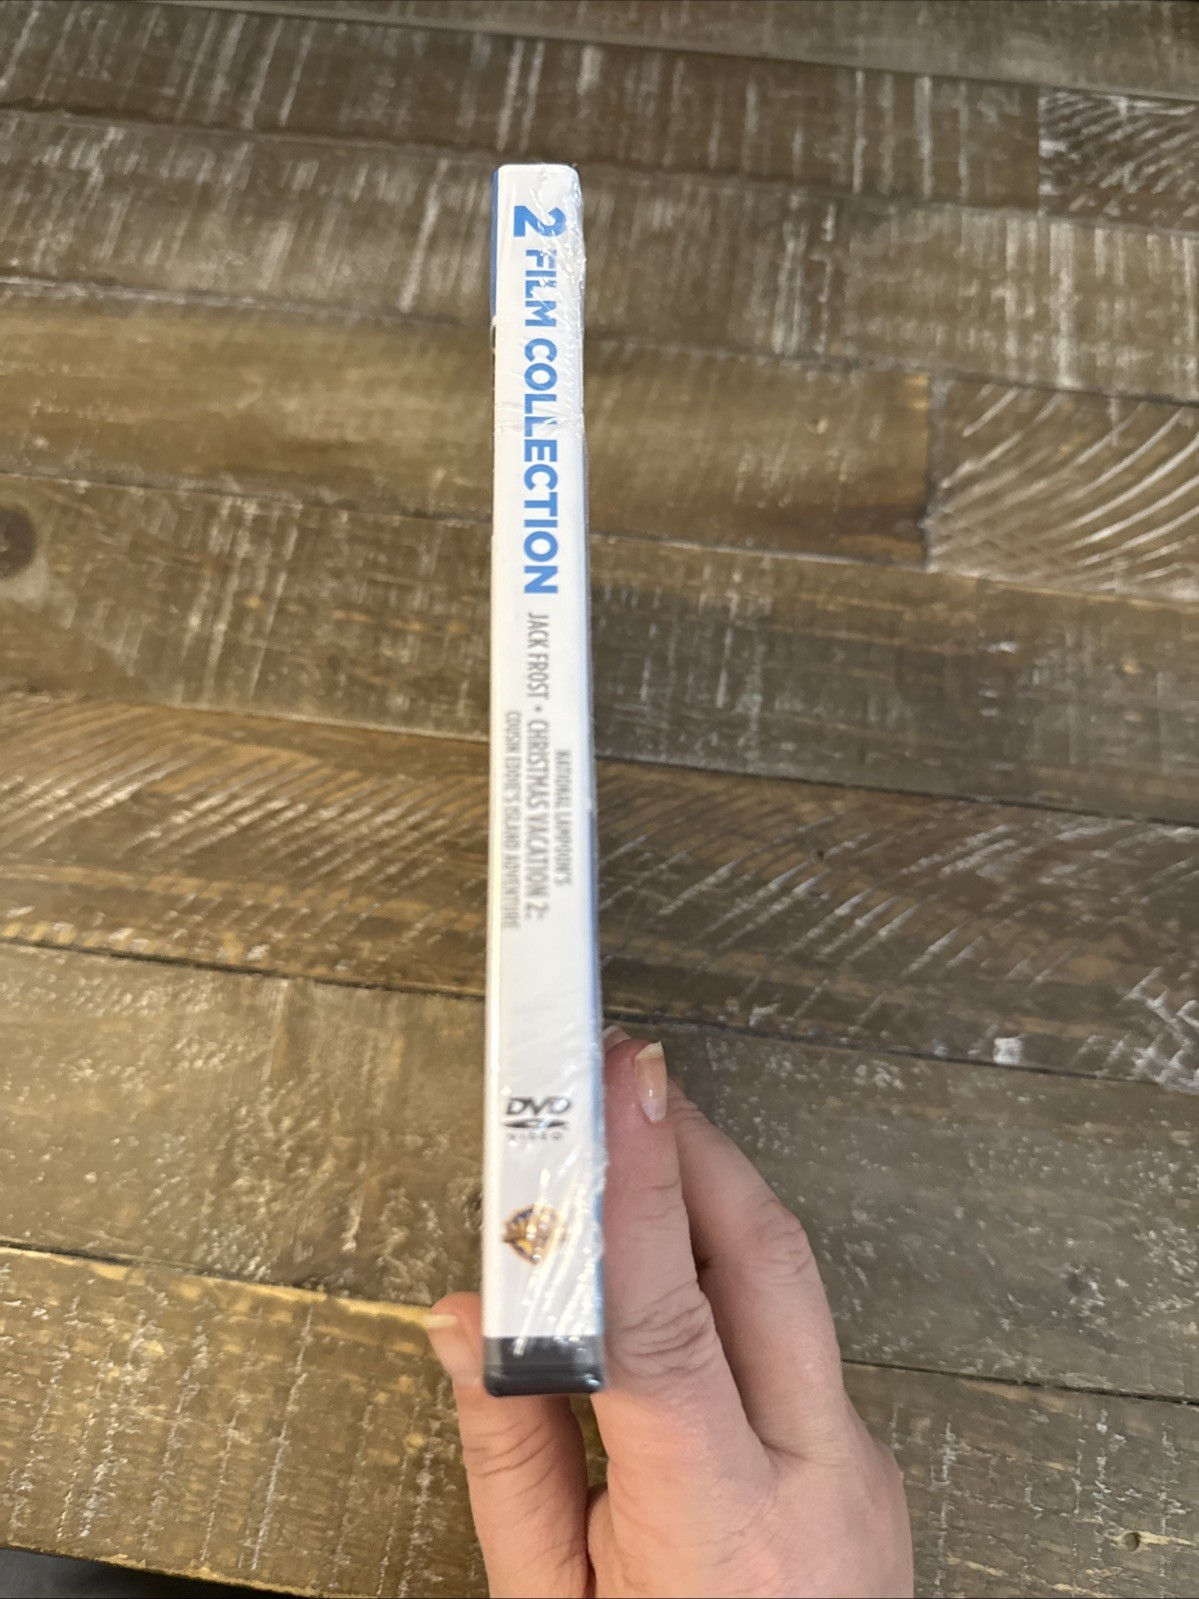 2 FILM COLLECTION
JACK FROST • NATIONAL LAMPOON'S
CHRISTMAS VACATION 2:
COUSIN EDDIE'S ISLAND ADVENTURE
DVD
VIDEO